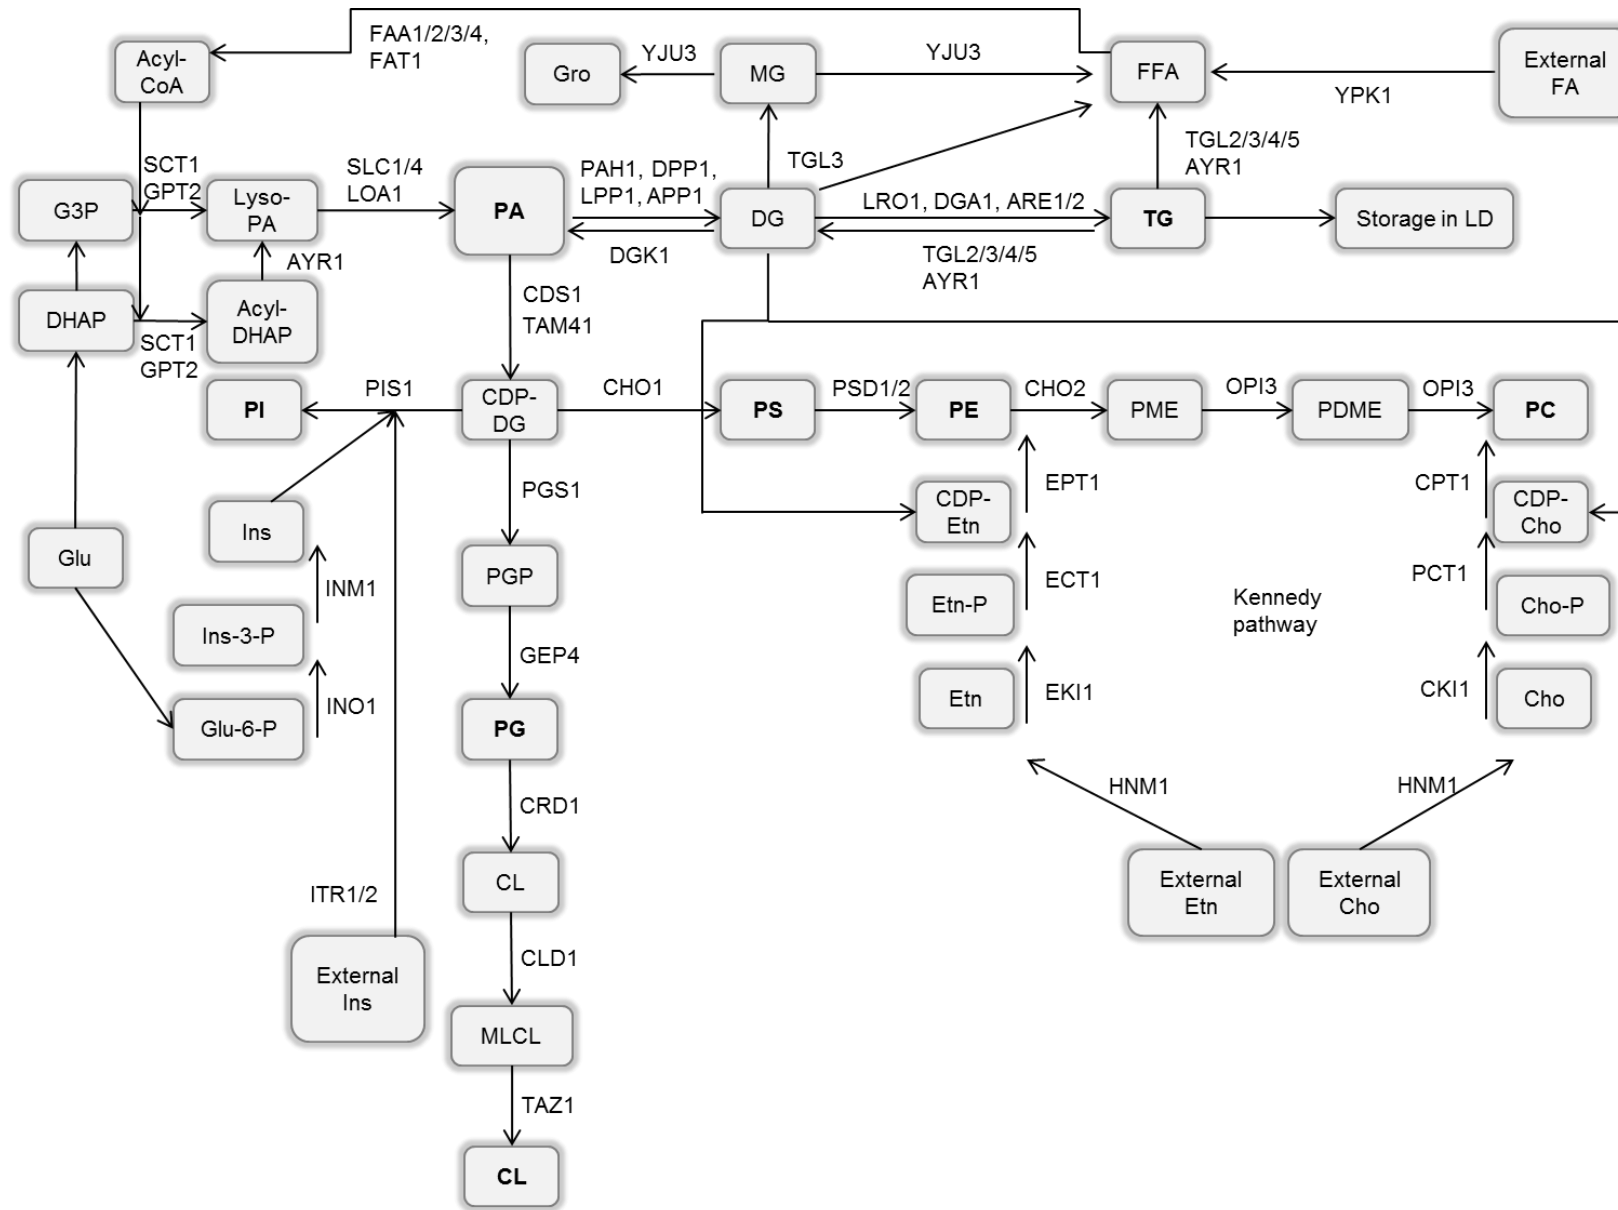 FAA1/2/3/4,
FAT1
Acyl-
CoA
Gro
YJU3
MG
YJU3
FFA
External
FA
YPK1
SCT1
GPT2
SLC1/4
LOA1
TGL3
TGL2/3/4/5
AYR1
PAH1, DPP1,
LPP1, APP1
G3P
Lyso-
PA
PA
DG
LRO1, DGA1, ARE1/2
TG
Storage in LD
DGK1
TGL2/3/4/5
AYR1
AYR1
DHAP
Acyl-
DHAP
SCT1
GPT2
CDS1
TAM41
PI
PIS1
CDP-
DG
CHO1
PS
PSD1/2
PE
CHO2
PME
OPI3
PDME
OPI3
PC
PGS1
EPT1
CPT1
Ins
CDP-
Etn
CDP-
Cho
Glu
INM1
PGP
ECT1
PCT1
Etn-P
Kennedy
pathway
Cho-P
Ins-3-P
GEP4
INO1
Etn
EKI1
CKI1
Cho
Glu-6-P
PG
HNM1
HNM1
CRD1
CL
External
Etn
External
Cho
ITR1/2
CLD1
External
Ins
MLCL
TAZ1
CL